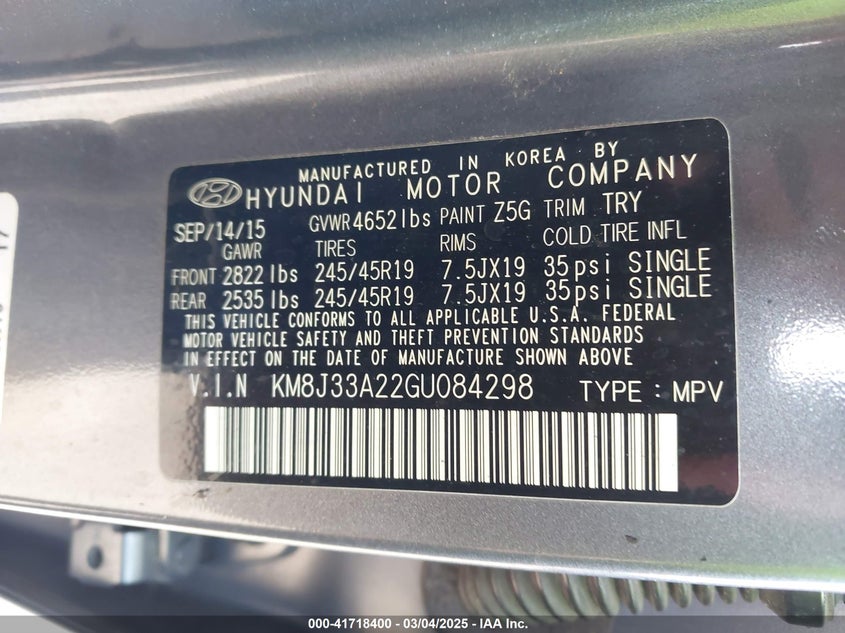 MANUFACTURED IN KOREA BY
HYUNDAI MOTOR COMPANY
SEP/14/15 GVWR 4652lbs PAINT Z5G TRIM TRY
GAWR TIRES RIMS COLD TIRE INFL
FRONT 2822 lbs 245/45R19 7.5JX19 35psi SINGLE
REAR 2535 lbs 245/45R19 7.5JX19 35psi SINGLE
THIS VEHICLE CONFORMS TO ALL APPLICABLE U.S.A. FEDERAL
MOTOR VEHICLE SAFETY AND THEFT PREVENTION STANDARDS
IN EFFECT ON THE DATE OF MANUFACTURE SHOWN ABOVE
V.I.N KM8J33A22GU084298 TYPE : MPV
000-41718400 - 03/04/2025 - IAA Inc.